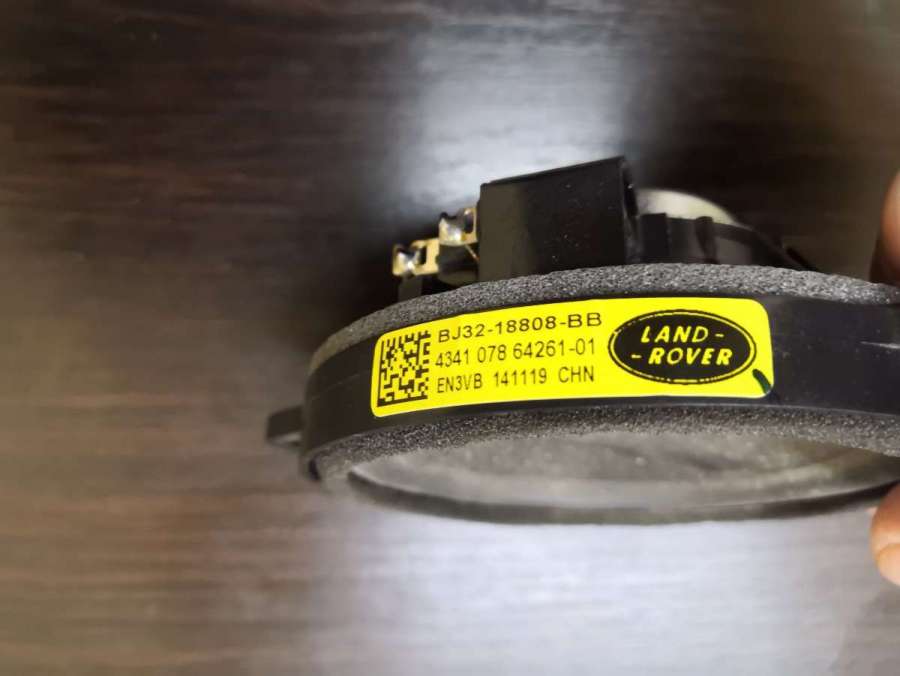 BJ32-18808-BB
4341 078 64261-01
EN3VB 141119 CHN
LAND-
-ROVER